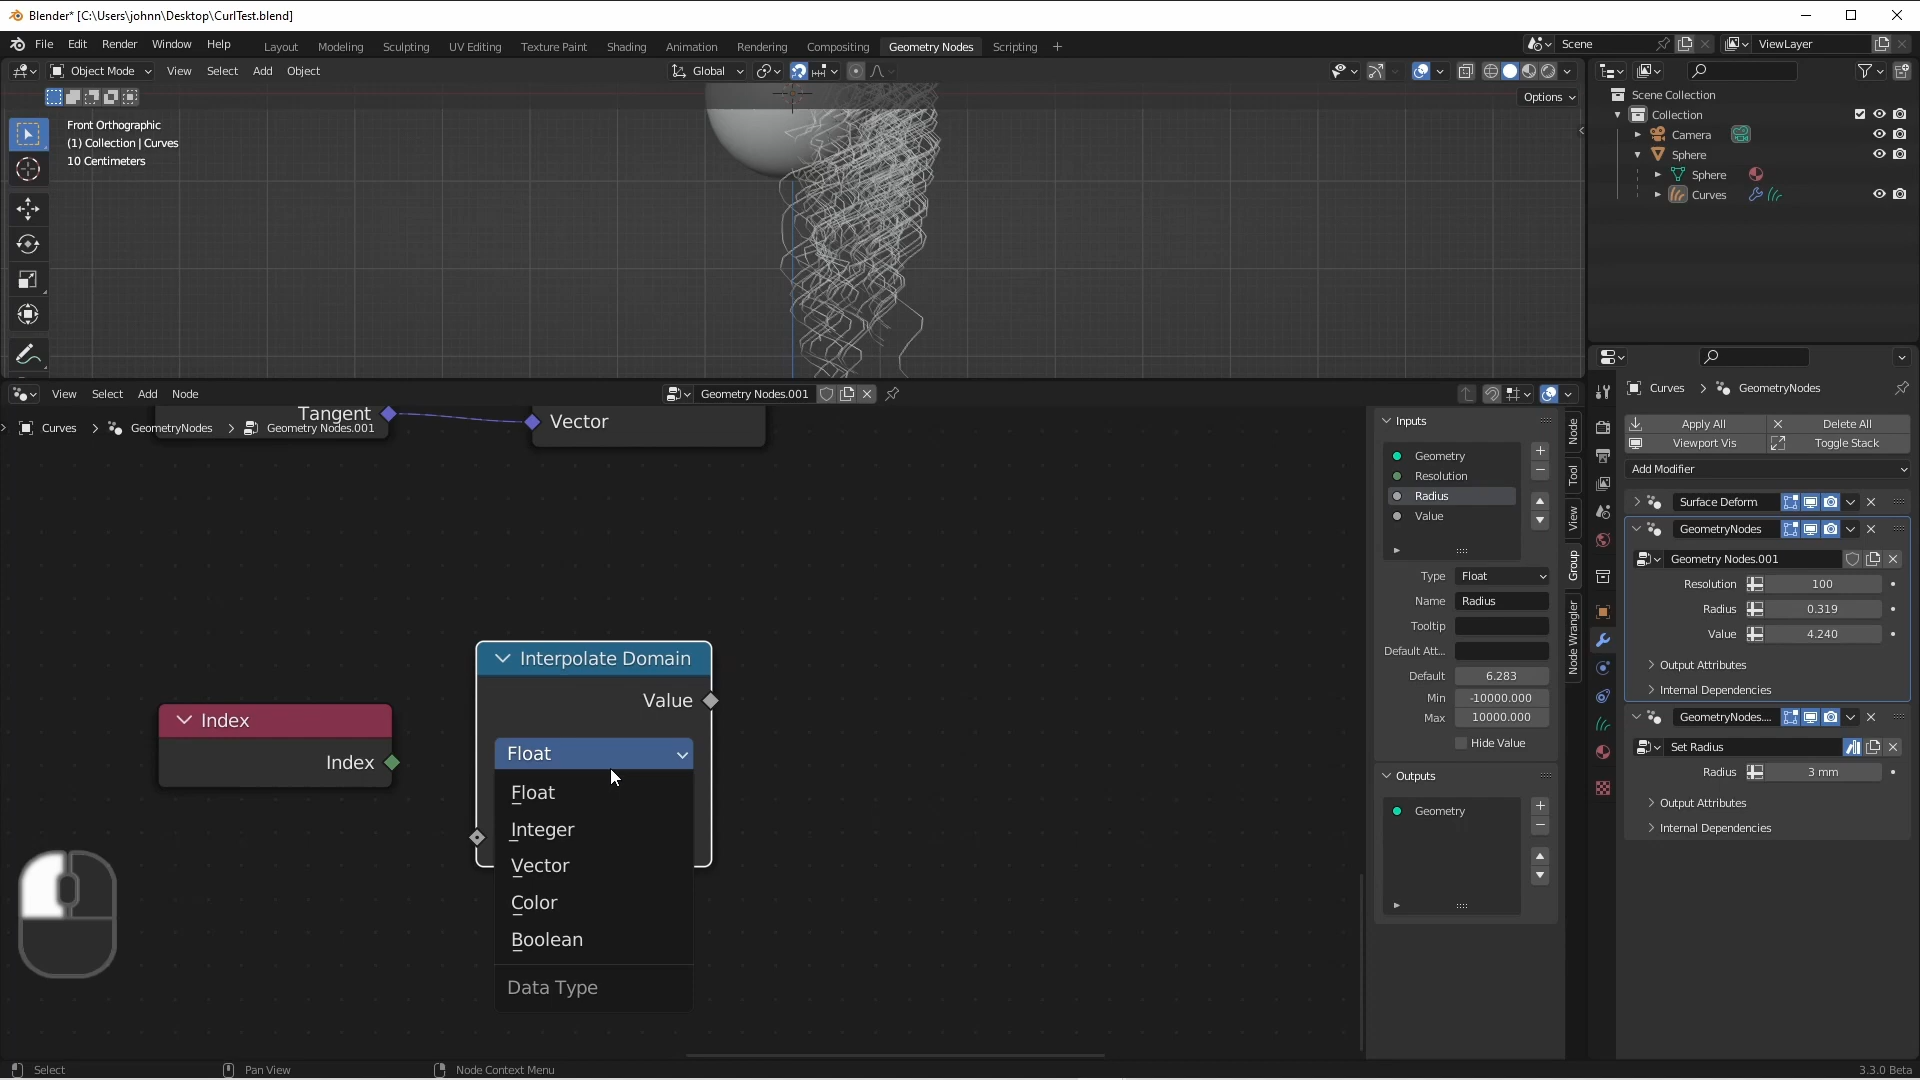 Blender* [C:\Users\johnn\Desktop\CurlTest.blend]
File Edit Render Window Help Layout Modeling Sculpting UV Editing Texture Paint Shading Animation Rendering Compositing Geometry Nodes Scripting + Scene ViewLayer
Object Mode View Select Add Object Global
Options
Front Orthographic
(1) Collection | Curves
10 Centimeters
Scene Collection
Collection
Camera
Sphere
Sphere
Curves
View Select Add Node Geometry Nodes.001
Tangent
Vector
Curves > GeometryNodes > Geometry Nodes.001
Index
Index
Interpolate Domain
Value
Float
Float
Integer
Vector
Color
Boolean
Data Type
Inputs
Geometry
Resolution
Radius
Value
Type Float
Name Radius
Tooltip
Default Att...
Default 6.283
Min -10000.000
Max 10000.000
Hide Value
Outputs
Geometry
Node
Tool
View
Group
Node Wrangler
Curves > GeometryNodes
Apply All Delete All
Viewport Vis Toggle Stack
Add Modifier
Surface Deform
GeometryNodes
Geometry Nodes.001
Resolution 100
Radius 0.319
Value 4.240
Output Attributes
Internal Dependencies
GeometryNodes....
Set Radius
Radius 3 mm
Output Attributes
Internal Dependencies
Select Pan View Node Context Menu 3.3.0 Beta